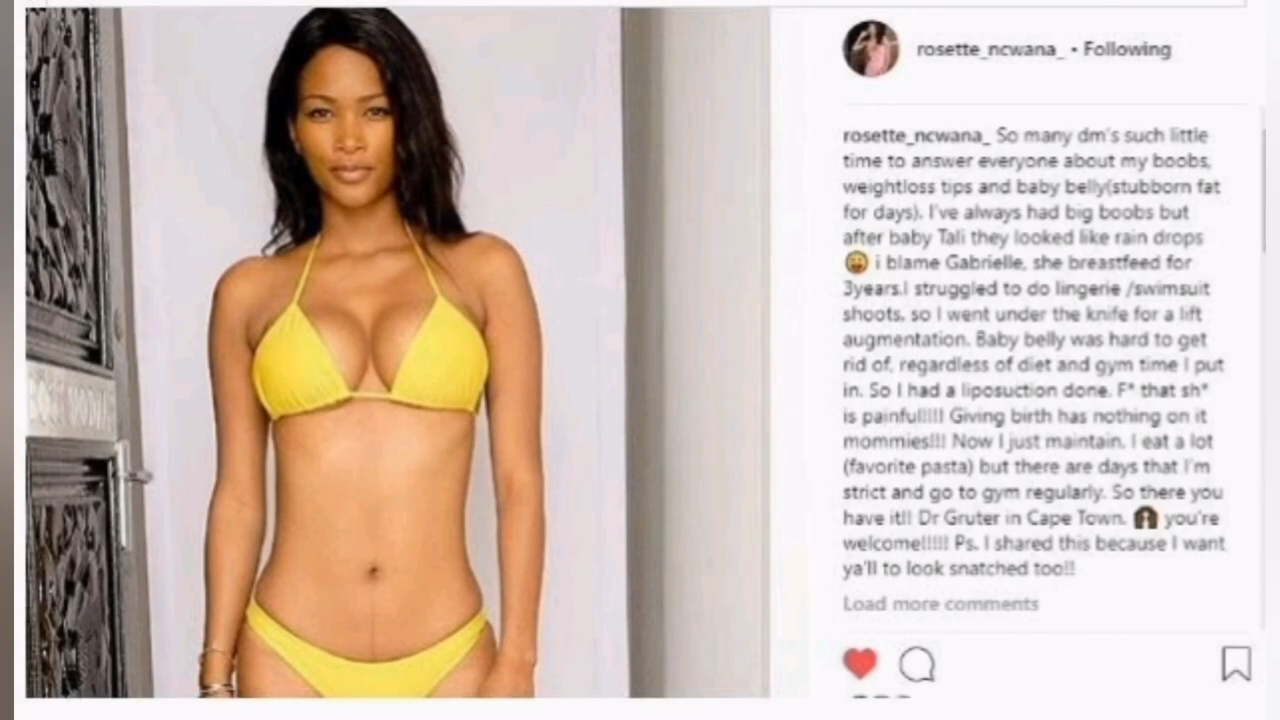 rosette_ncwana_ • Following
rosette_ncwana_ So many dm's such little
time to answer everyone about my boobs,
weightloss tips and baby belly(stubborn fat
for days). I've always had big boobs but
after baby Tali they looked like rain drops
i blame Gabrielle, she breastfeed for
3years.I struggled to do lingerie /swimsuit
shoots, so I went under the knife for a lift
augmentation. Baby belly was hard to get
rid of, regardless of diet and gym time I put
in. So I had a liposuction done. F* that sh*
is painful!!!! Giving birth has nothing on it
mommies!!! Now I just maintain. I eat a lot
(favorite pasta) but there are days that I'm
strict and go to gym regularly. So there you
have it!! Dr Gruter in Cape Town. you're
welcome!!!!! Ps. I shared this because I want
ya'll to look snatched too!!
Load more comments